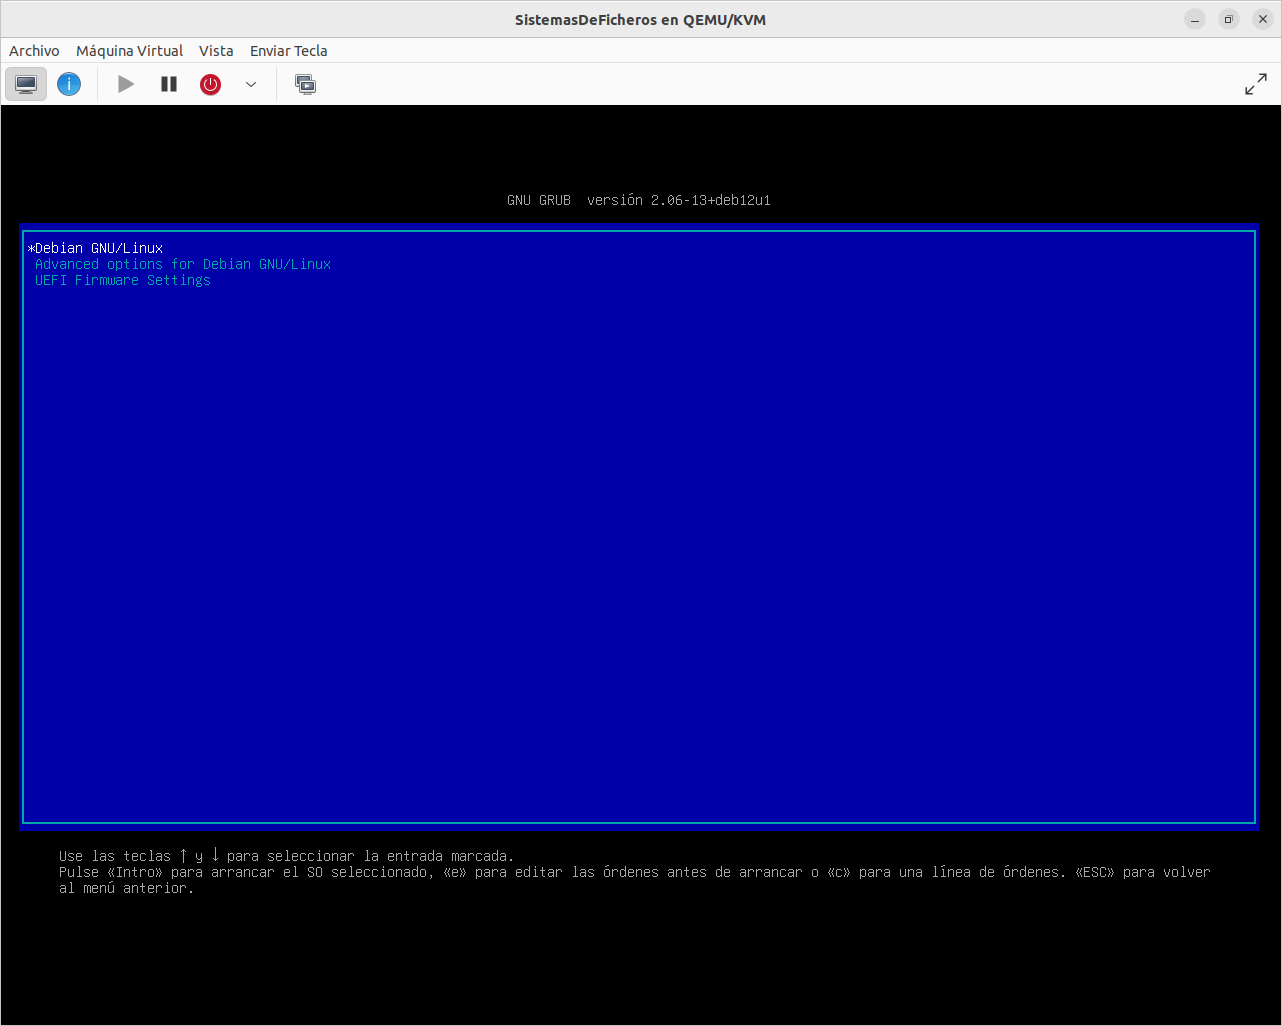 SistemasDeFicheros en QEMU/KVM
Archivo Máquina Virtual Vista Enviar Tecla
GNU GRUB  versión 2.06-13+deb12u1
*Debian GNU/Linux
Advanced options for Debian GNU/Linux
UEFI Firmware Settings
Use las teclas ↑ y ↓ para seleccionar la entrada marcada.
Pulse «Intro» para arrancar el SO seleccionado, «e» para editar las órdenes antes de arrancar o «c» para una línea de órdenes. «ESC» para volver
al menú anterior.